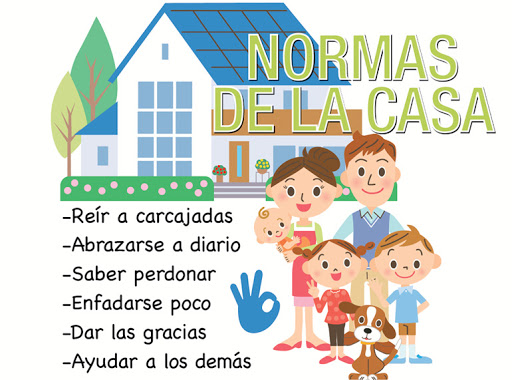 NORMAS
DE LA CASA
-Reír a carcajadas
-Abrazarse a diario
-Saber perdonar
-Enfadarse poco
-Dar las gracias
-Ayudar a los demás